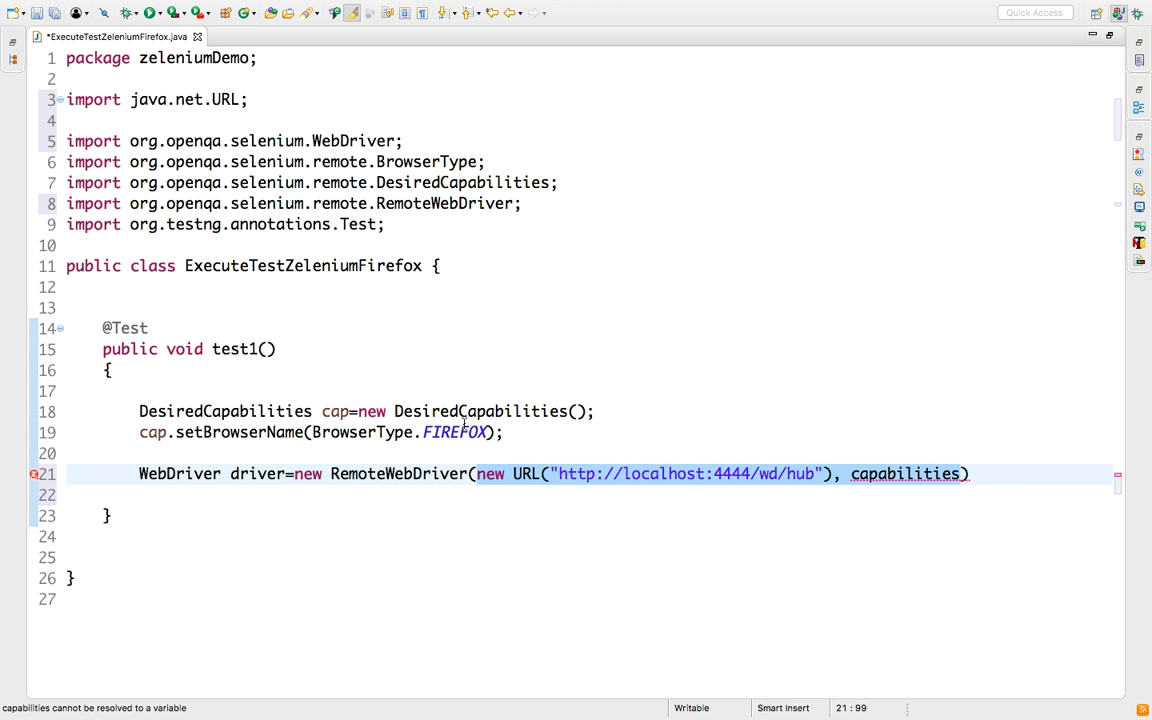 Quick Access
*ExecuteTestZeleniumFirefox.java
1 package zeleniumDemo;
2
3 import java.net.URL;
4
5 import org.openqa.selenium.WebDriver;
6 import org.openqa.selenium.remote.BrowserType;
7 import org.openqa.selenium.remote.DesiredCapabilities;
8 import org.openqa.selenium.remote.RemoteWebDriver;
9 import org.testng.annotations.Test;
10
11 public class ExecuteTestZeleniumFirefox {
12
13
14 @Test
15 public void test1()
16 {
17
18 DesiredCapabilities cap=new DesiredCapabilities();
19 cap.setBrowserName(BrowserType.FIREFOX);
20
21 WebDriver driver=new RemoteWebDriver(new URL("http://localhost:4444/wd/hub"), capabilities)
22
23 }
24
25
26 }
27
capabilities cannot be resolved to a variable Writable Smart Insert 21 : 99